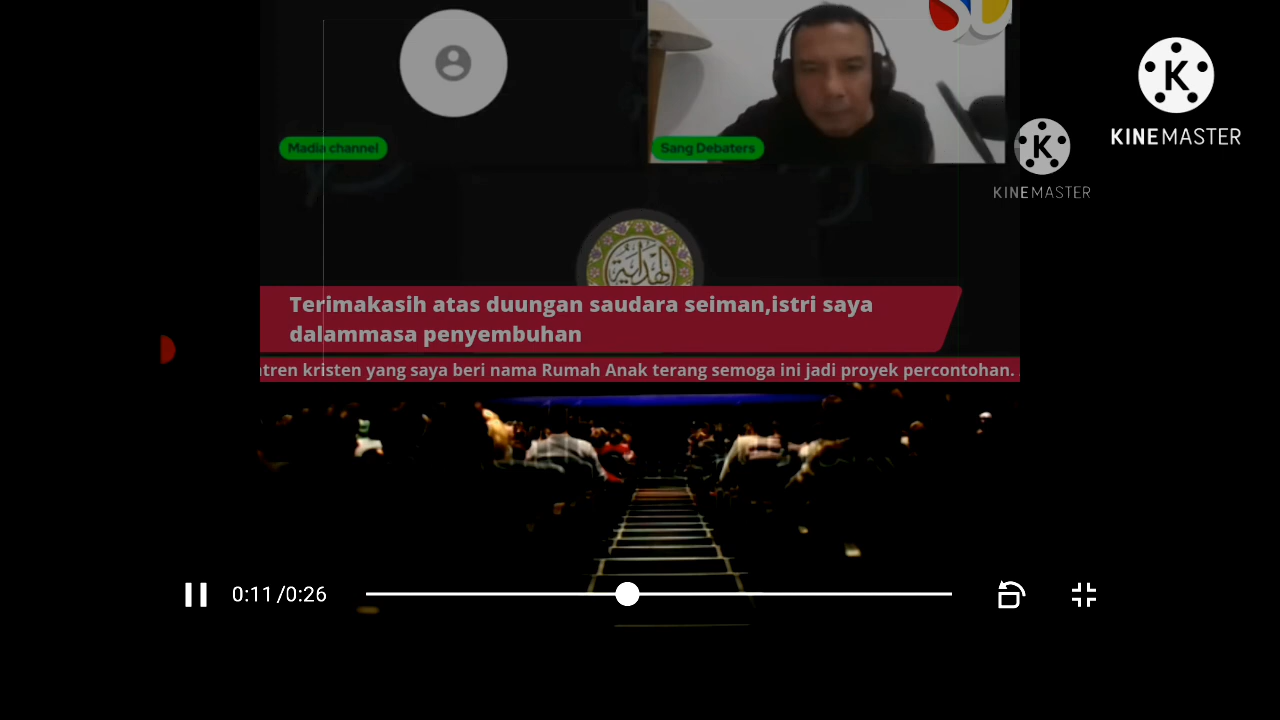 KINEMASTER
Madia channel
Sang Debaters
KINEMASTER
الهداية
Terimakasih atas duungan saudara seiman,istri saya
dalammasa penyembuhan
tren kristen yang saya beri nama Rumah Anak terang semoga ini jadi proyek percontohan.
0:11/0:26